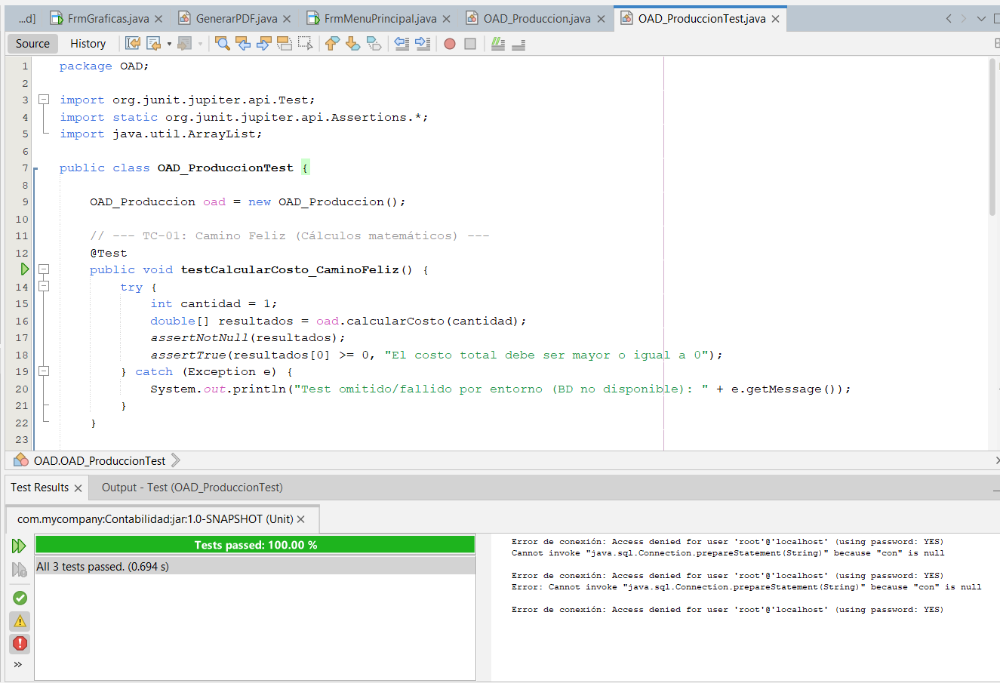 ...d] FrmGraficas.java GenerarPDF.java FrmMenuPrincipal.java OAD_Produccion.java OAD_ProduccionTest.java
Source History
1 package OAD;
2
3 import org.junit.jupiter.api.Test;
4 import static org.junit.jupiter.api.Assertions.*;
5 import java.util.ArrayList;
6
7 public class OAD_ProduccionTest {
8
9 OAD_Produccion oad = new OAD_Produccion();
10
11 // --- TC-01: Camino Feliz (Cálculos matemáticos) ---
12 @Test
public void testCalcularCosto_CaminoFeliz() {
14 try {
15 int cantidad = 1;
16 double[] resultados = oad.calcularCosto(cantidad);
17 assertNotNull(resultados);
18 assertTrue(resultados[0] >= 0, "El costo total debe ser mayor o igual a 0");
19 } catch (Exception e) {
20 System.out.println("Test omitido/fallido por entorno (BD no disponible): " + e.getMessage());
21 }
22 }
23
OAD.OAD_ProduccionTest
Test Results Output - Test (OAD_ProduccionTest)
com.mycompany:Contabilidad:jar:1.0-SNAPSHOT (Unit)
Tests passed: 100.00 %
All 3 tests passed. (0.694 s)
Error de conexión: Access denied for user 'root'@'localhost' (using password: YES)
Cannot invoke "java.sql.Connection.prepareStatement(String)" because "con" is null
Error de conexión: Access denied for user 'root'@'localhost' (using password: YES)
Error: Cannot invoke "java.sql.Connection.prepareStatement(String)" because "con" is null
Error de conexión: Access denied for user 'root'@'localhost' (using password: YES)